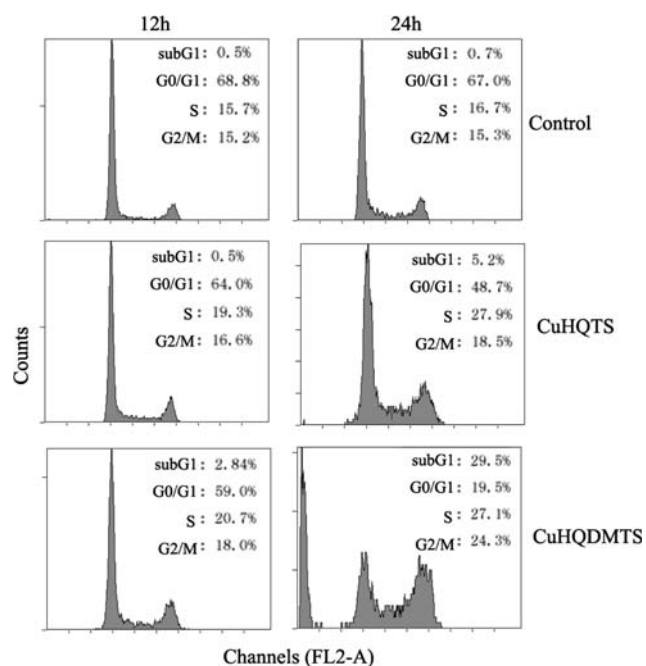 12h
24h
subG1: 0.5%
G0/G1: 68.8%
S: 15.7%
G2/M: 15.2%
subG1: 0.7%
G0/G1: 67.0%
S: 16.7%
G2/M: 15.3%
Control
subG1: 0.5%
G0/G1: 64.0%
S: 19.3%
G2/M: 16.6%
subG1: 5.2%
G0/G1: 48.7%
S: 27.9%
G2/M: 18.5%
CuHQTS
Counts
subG1: 2.84%
G0/G1: 59.0%
S: 20.7%
G2/M: 18.0%
subG1: 29.5%
G0/G1: 19.5%
S: 27.1%
G2/M: 24.3%
CuHQDMTS
Channels (FL2-A)